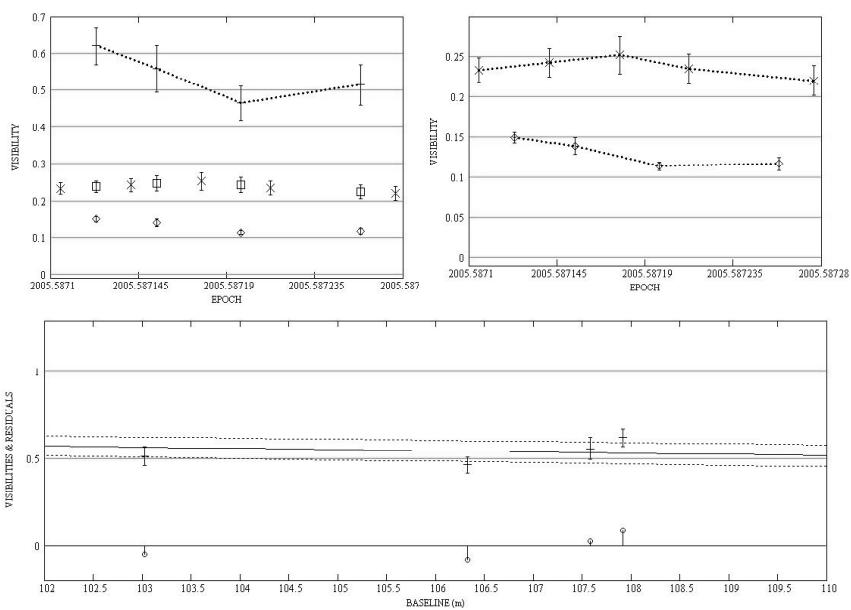 0.7
0.6
0.5
0.4
0.3
0.2
0.1
0
VISIBILITY
2005.5871 2005.587145 2005.58719 2005.587235 2005.587
EPOCH
0.25
0.2
0.15
0.1
0.05
0
VISIBILITY
2005.5871 2005.587145 2005.58719 2005.587235 2005.58728
EPOCH
1
0.5
0
VISIBILITIES & RESIDUALS
102 102.5 103 103.5 104 104.5 105 105.5 106 106.5 107 107.5 108 108.5 109 109.5 110
BASELINE (m)